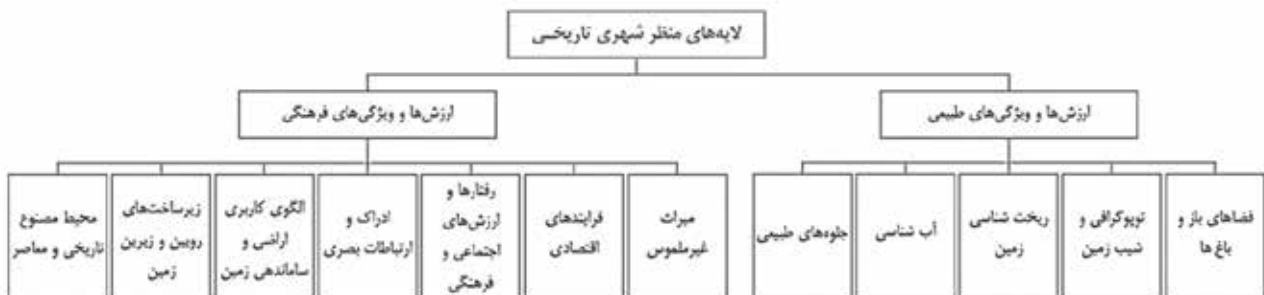 لایه‌های منظر شهری تاریخی
ارزش‌ها و ویژگی‌های طبیعی
ارزش‌ها و ویژگی‌های فرهنگی
فضاهای باز و
باغ ها
توپوگرافی و
شیب زمین
ریخت شناسی
زمین
آب شناسی
جلوه‌های طبیعی
میراث
غیرملموس
فرایندهای
اقتصادی
رفتارها و
ارزش‌های
اجتماعی و
فرهنگی
ادراک و
ارتباطات بصری
الگوی کاربری
اراضی و
ساماندهی زمین
زیرساخت‌های
رویین و زیرین
زمین
محیط مصنوع
تاریخی و معاصر